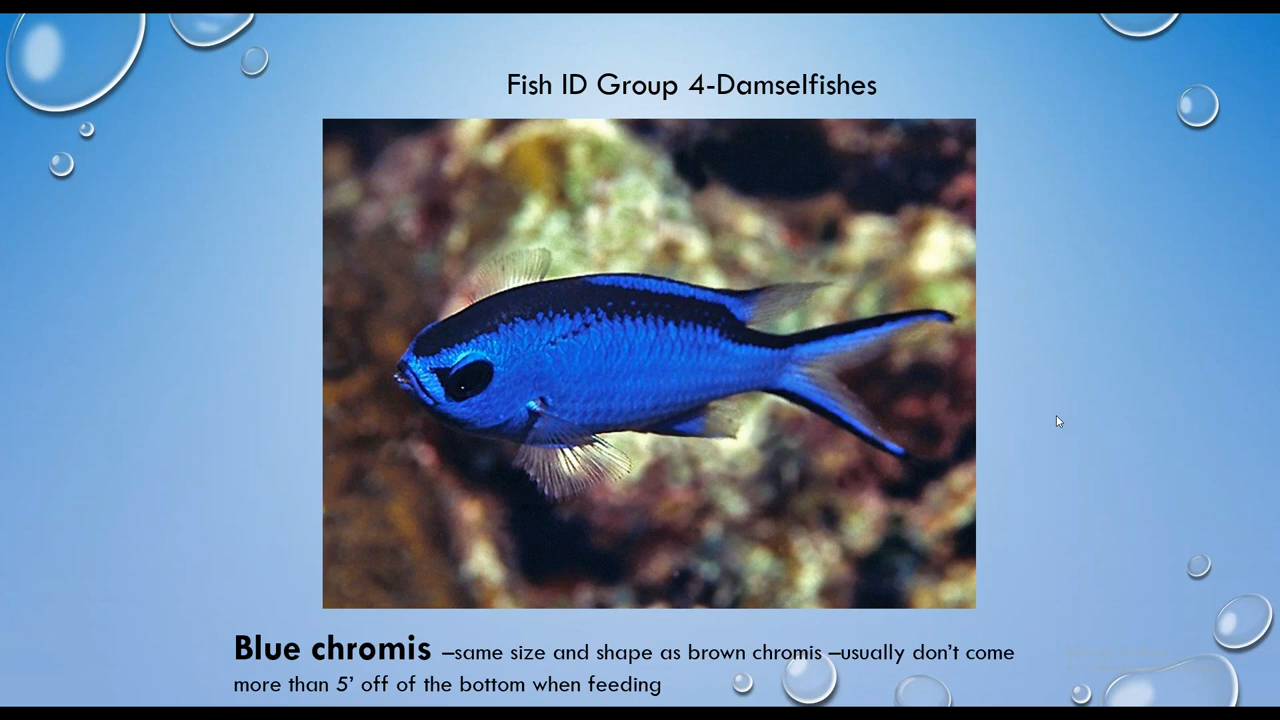 Fish ID Group 4-Damselfishes
Blue chromis –same size and shape as brown chromis –usually don't come
more than 5' off of the bottom when feeding